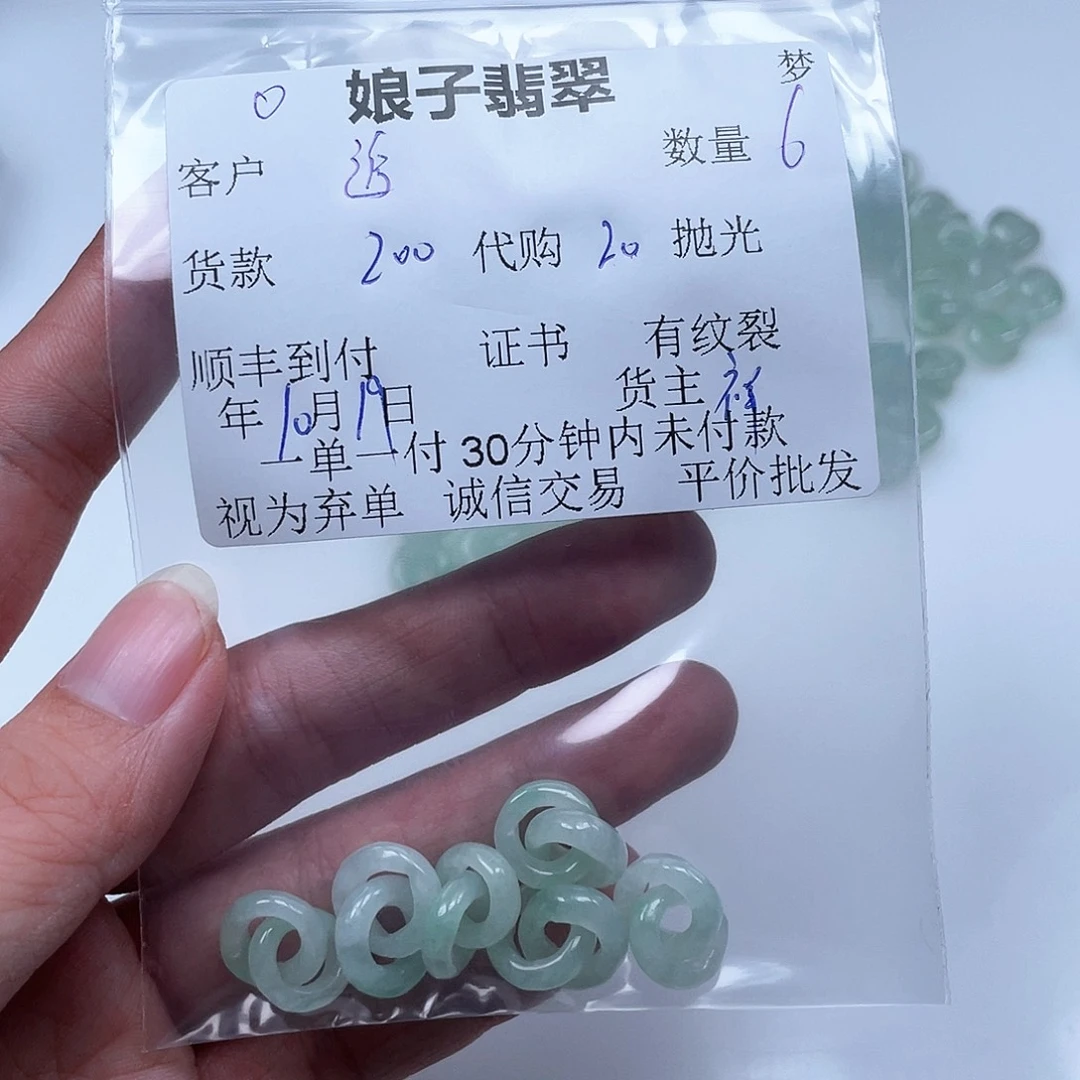 梦
娘子翡翠
客户 追 数量 6
货款 200 代购 20 抛光
顺丰到付 证书 有纹裂
年10月19日 货主
一单一付 30分钟内未付款
视为弃单 诚信交易 平价批发